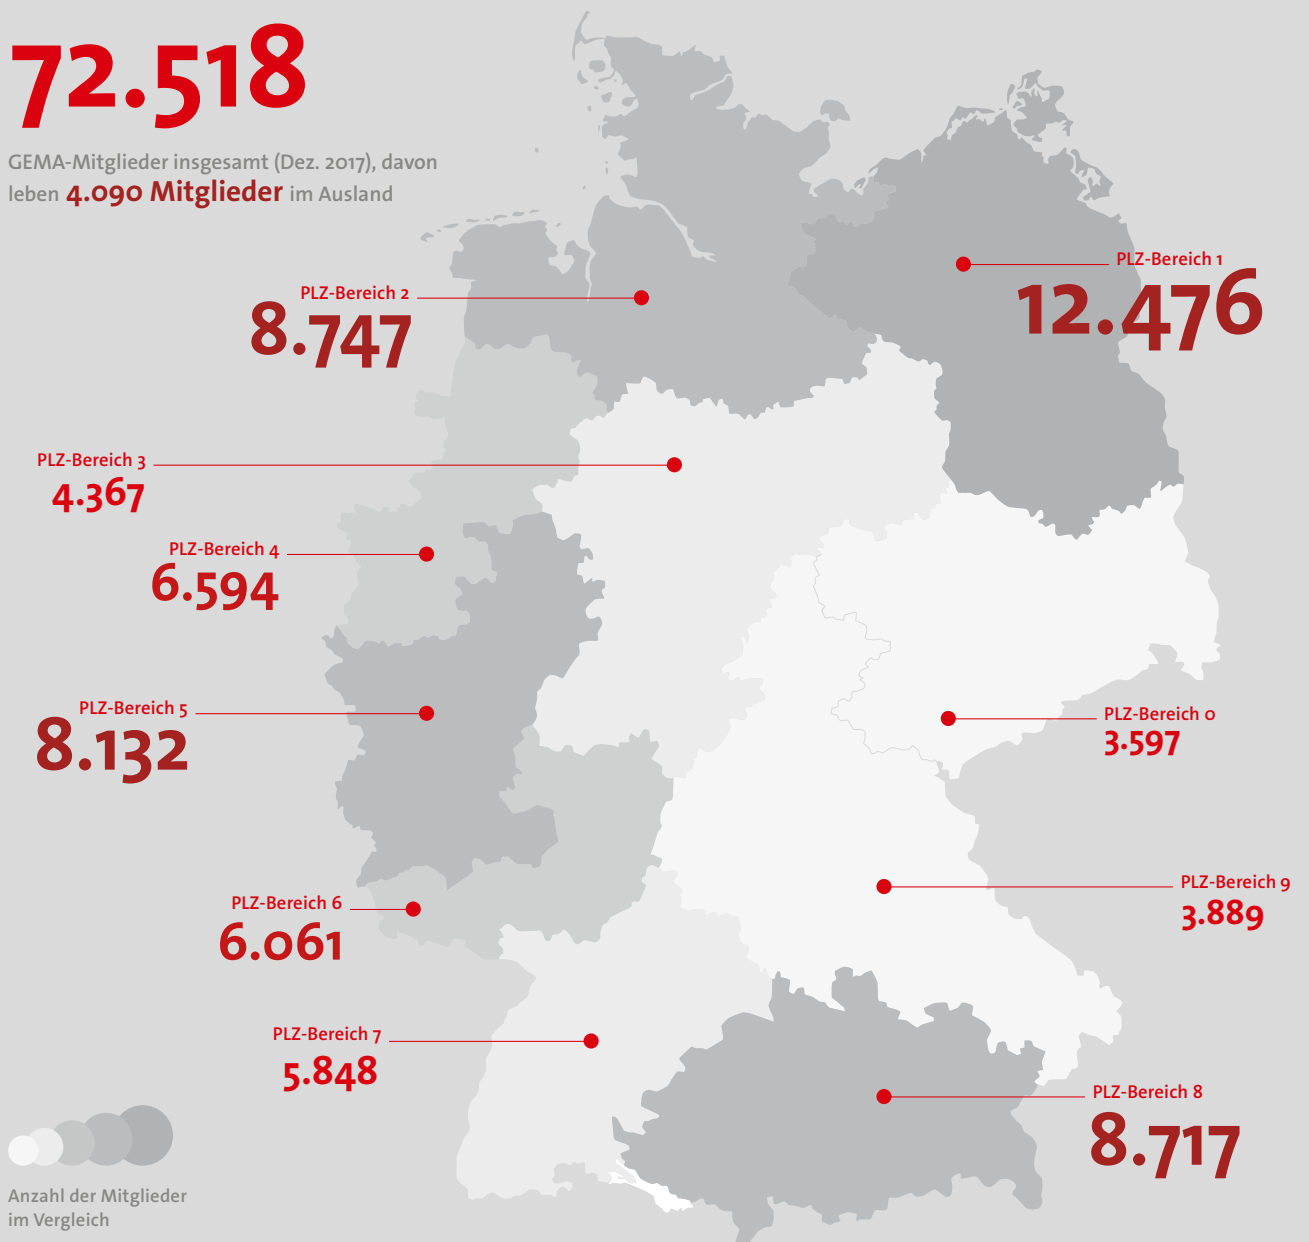 72.518
GEMA-Mitglieder insgesamt (Dez. 2017), davon
leben 4.090 Mitglieder im Ausland
PLZ-Bereich 1
12.476
PLZ-Bereich 2
8.747
PLZ-Bereich 3
4.367
PLZ-Bereich 4
6.594
PLZ-Bereich 5
8.132
PLZ-Bereich 0
3.597
PLZ-Bereich 9
3.889
PLZ-Bereich 6
6.061
PLZ-Bereich 7
5.848
PLZ-Bereich 8
8.717
Anzahl der Mitglieder
im Vergleich